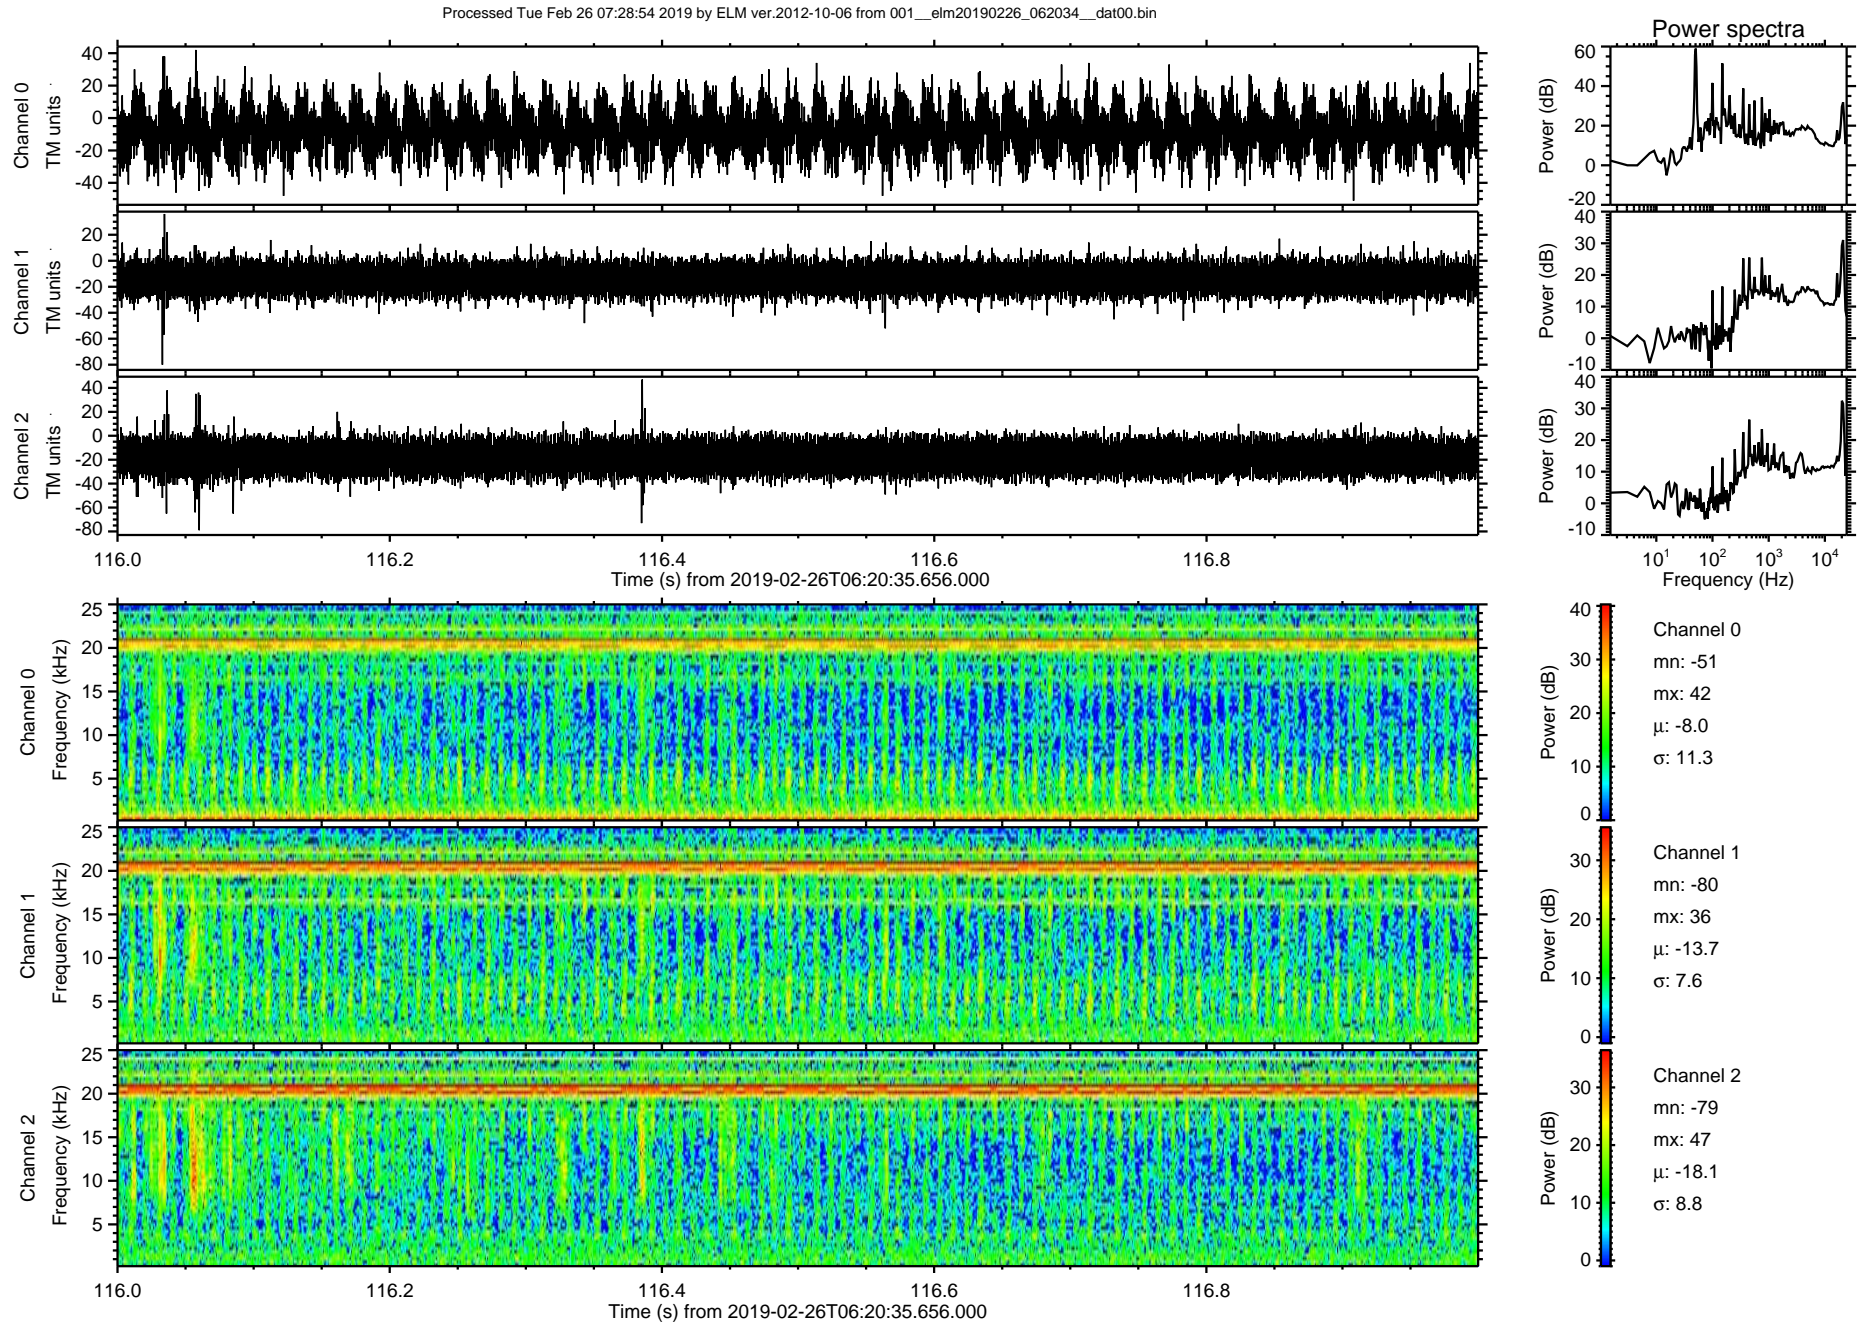 Processed Tue Feb 26 07:28:54 2019 by ELM ver.2012-10-06 from 001__elm20190226_062034__dat00.bin
Power spectra
Channel 0
TM units
40
20
0
-20
-40
Power (dB)
60
40
20
0
-20
Channel 1
TM units
20
0
-20
-40
-60
-80
Power (dB)
40
30
20
10
0
-10
Channel 2
TM units
40
20
0
-20
-40
-60
-80
Power (dB)
40
30
20
10
0
-10
116.0 116.2 116.4 116.6 116.8
Time (s) from 2019-02-26T06:20:35.656.000
10^1 10^2 10^3 10^4
Frequency (Hz)
Channel 0
Frequency (kHz)
25
20
15
10
5
Power (dB)
40
30
20
10
0
Channel 0
mn: -51
mx: 42
μ: -8.0
σ: 11.3
Channel 1
Frequency (kHz)
25
20
15
10
5
Power (dB)
30
20
10
0
Channel 1
mn: -80
mx: 36
μ: -13.7
σ: 7.6
Channel 2
Frequency (kHz)
25
20
15
10
5
Power (dB)
30
20
10
0
Channel 2
mn: -79
mx: 47
μ: -18.1
σ: 8.8
116.0 116.2 116.4 116.6 116.8
Time (s) from 2019-02-26T06:20:35.656.000